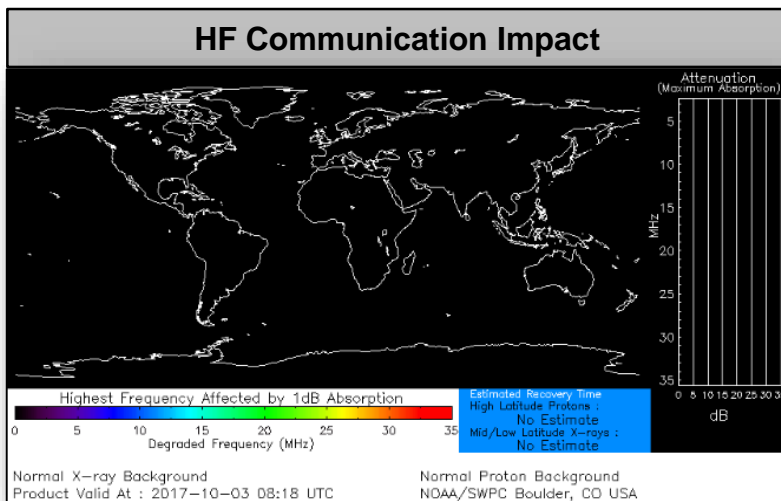 HF Communication Impact
Attenuation
(Maximum Absorption)
5
10
15
20
25
30
35
MHz
0 5 10 15 20 25 30 3
dB
Highest Frequency Affected by 1dB Absorption
0 5 10 15 20 25 30 35
Degraded Frequency (MHz)
Estimated Recovery Time
High Latitude Protons :
No Estimate
Mid/Low Latitude X-rays :
No Estimate
Normal X-ray Background
Product Valid At : 2017-10-03 08:18 UTC
Normal Proton Background
NOAA/SWPC Boulder, CO USA